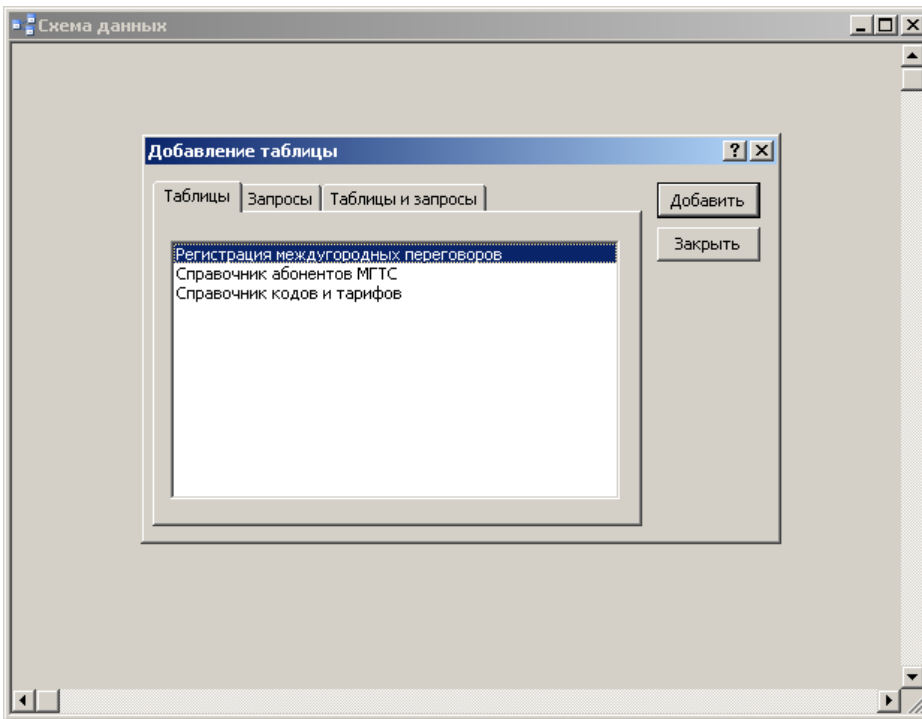 Схема данных
Добавление таблицы
Таблицы Запросы Таблицы и запросы
Добавить
Закрыть
Регистрация междугородных переговоров
Справочник абонентов МГТС
Справочник кодов и тарифов